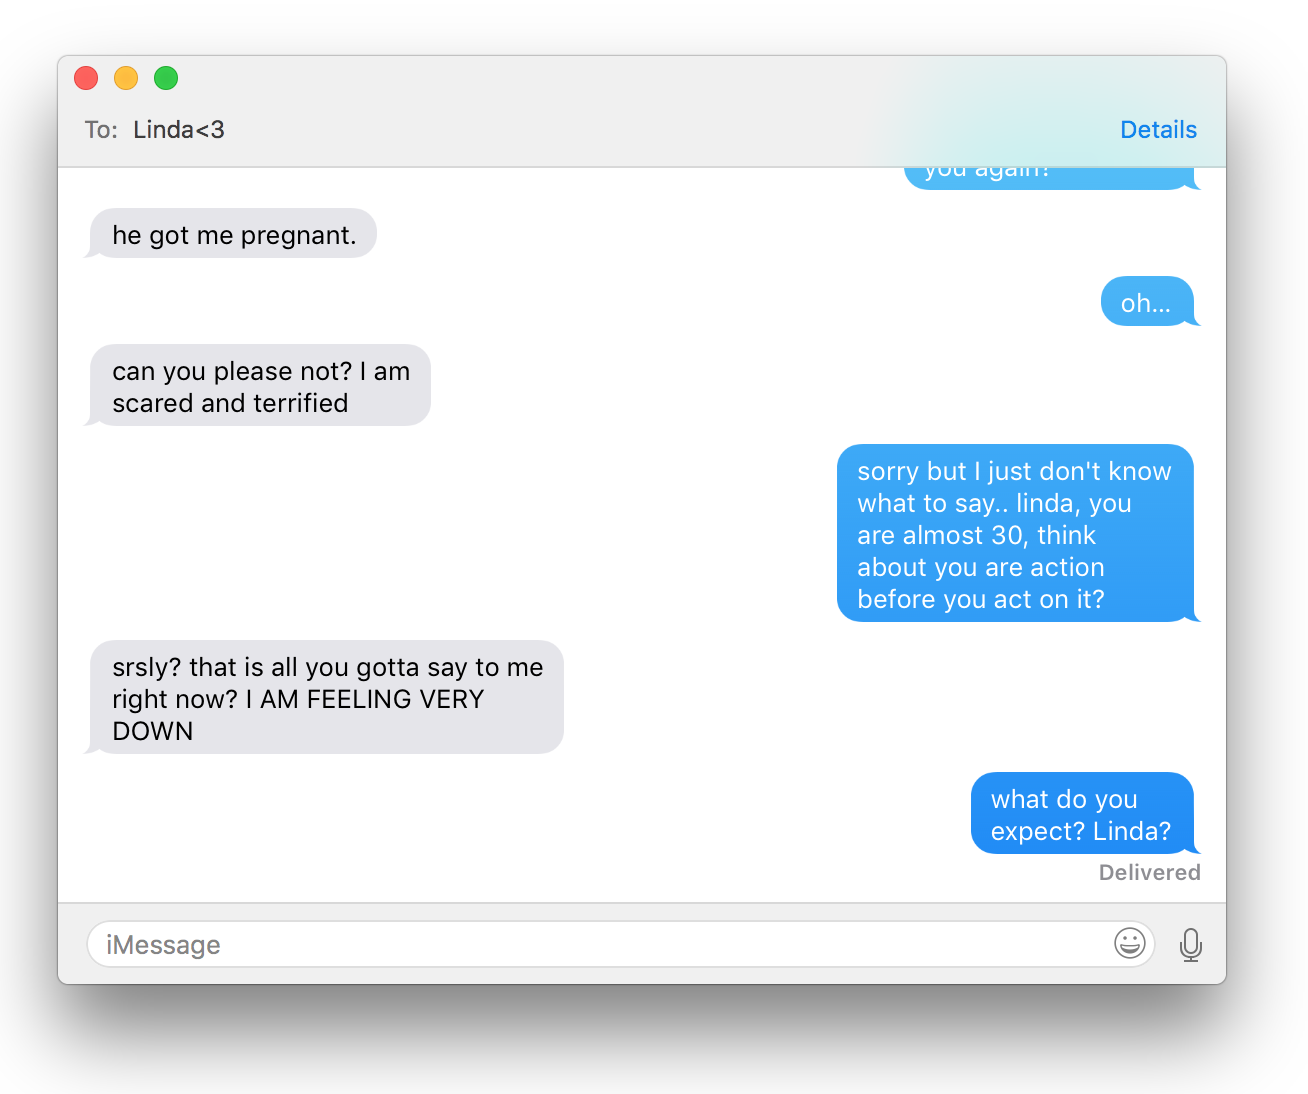 To: Linda<3
Details
you again?
he got me pregnant.
oh...
can you please not? I am
scared and terrified
sorry but I just don't know
what to say.. linda, you
are almost 30, think
about you are action
before you act on it?
srsly? that is all you gotta say to me
right now? I AM FEELING VERY
DOWN
what do you
expect? Linda?
Delivered
iMessage